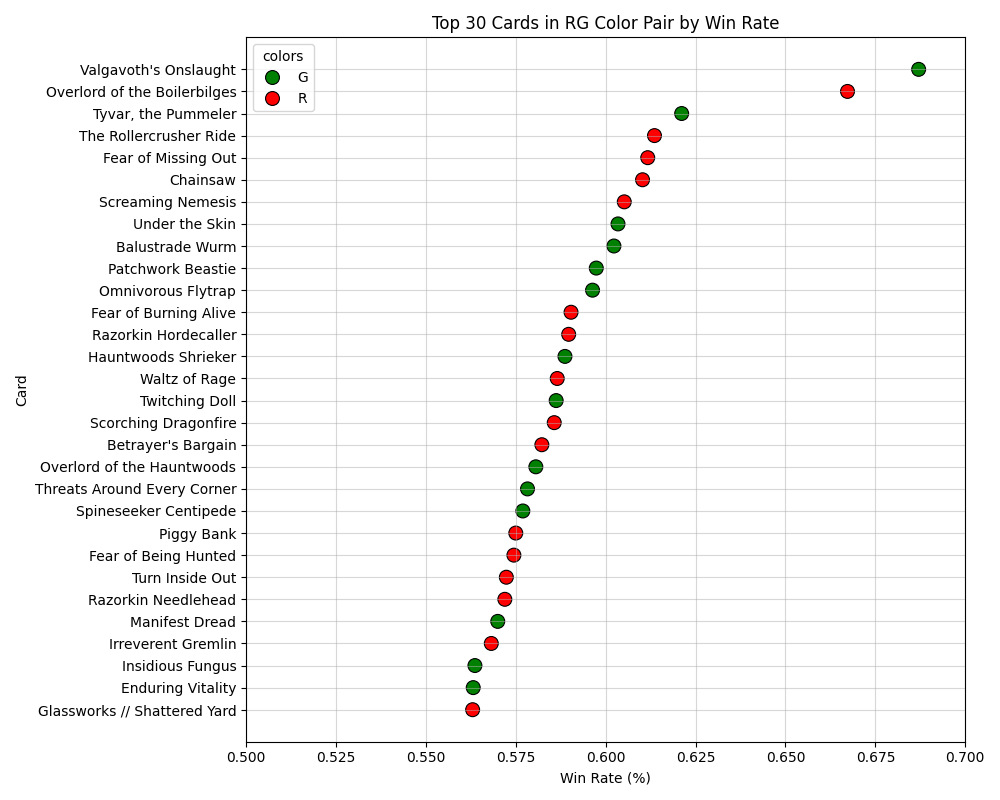 Top 30 Cards in RG Color Pair by Win Rate
colors
G
R
Card
Valgavoth's Onslaught
Overlord of the Boilerbilges
Tyvar, the Pummeler
The Rollercrusher Ride
Fear of Missing Out
Chainsaw
Screaming Nemesis
Under the Skin
Balustrade Wurm
Patchwork Beastie
Omnivorous Flytrap
Fear of Burning Alive
Razorkin Hordecaller
Hauntwoods Shrieker
Waltz of Rage
Twitching Doll
Scorching Dragonfire
Betrayer's Bargain
Overlord of the Hauntwoods
Threats Around Every Corner
Spineseeker Centipede
Piggy Bank
Fear of Being Hunted
Turn Inside Out
Razorkin Needlehead
Manifest Dread
Irreverent Gremlin
Insidious Fungus
Enduring Vitality
Glassworks // Shattered Yard
0.500 0.525 0.550 0.575 0.600 0.625 0.650 0.675 0.700
Win Rate (%)